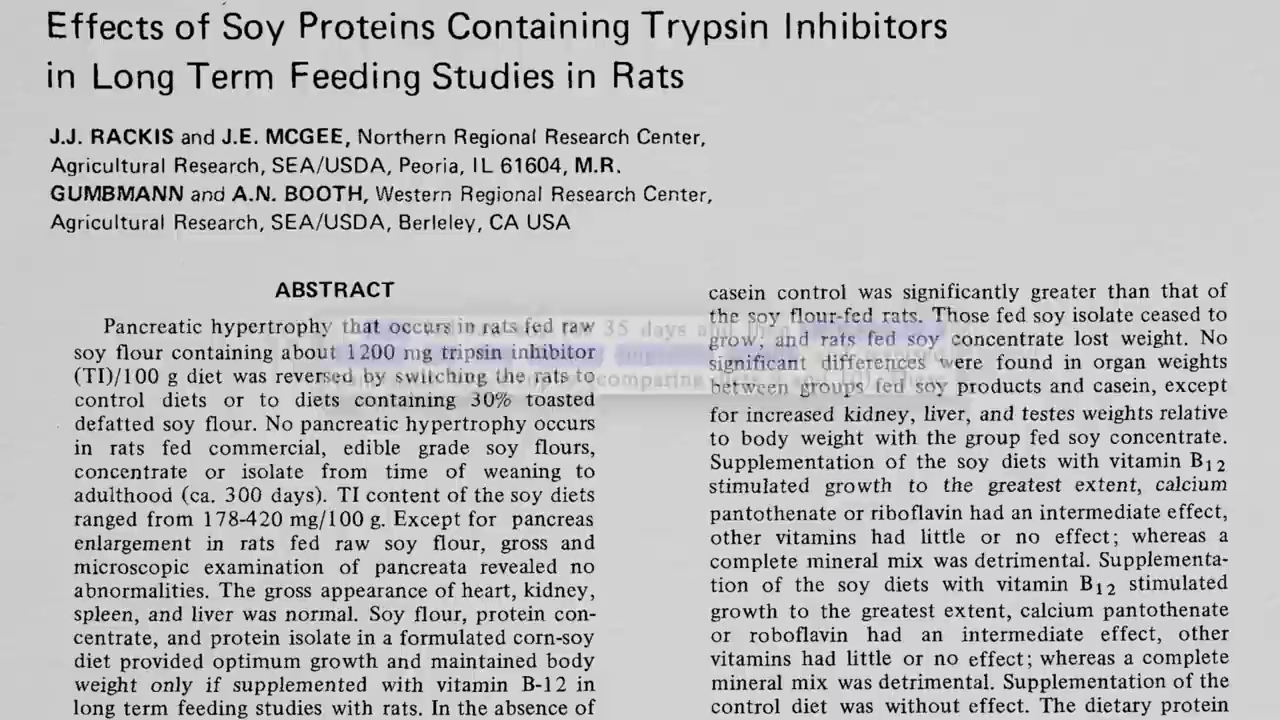 Effects of Soy Proteins Containing Trypsin Inhibitors
in Long Term Feeding Studies in Rats
J.J. RACKIS and J.E. MCGEE, Northern Regional Research Center,
Agricultural Research, SEA/USDA, Peoria, IL 61604, M.R.
GUMBMANN and A.N. BOOTH, Western Regional Research Center,
Agricultural Research, SEA/USDA, Berleley, CA USA
ABSTRACT
Pancreatic hypertrophy that occurs in rats fed raw
soy flour containing about 1200 mg tripsin inhibitor
(TI)/100 g diet was reversed by switching the rats to
control diets or to diets containing 30% toasted
defatted soy flour. No pancreatic hypertrophy occurs
in rats fed commercial, edible grade soy flours,
concentrate or isolate from time of weaning to
adulthood (ca. 300 days). TI content of the soy diets
ranged from 178-420 mg/100 g. Except for pancreas
enlargement in rats fed raw soy flour, gross and
microscopic examination of pancreata revealed no
abnormalities. The gross appearance of heart, kidney,
spleen, and liver was normal. Soy flour, protein con-
centrate, and protein isolate in a formulated corn-soy
diet provided optimum growth and maintained body
weight only if supplemented with vitamin B-12 in
long term feeding studies with rats. In the absence of
casein control was significantly greater than that of
the soy flour-fed rats. Those fed soy isolate ceased to
grow; and rats fed soy concentrate lost weight. No
significant differences were found in organ weights
between groups fed soy products and casein, except
for increased kidney, liver, and testes weights relative
to body weight with the group fed soy concentrate.
Supplementation of the soy diets with vitamin B12
stimulated growth to the greatest extent, calcium
pantothenate or riboflavin had an intermediate effect,
other vitamins had little or no effect; whereas a
complete mineral mix was detrimental. Supplementa-
tion of the soy diets with vitamin B12 stimulated
growth to the greatest extent, calcium pantothenate
or roboflavin had an intermediate effect, other
vitamins had little or no effect; whereas a complete
mineral mix was detrimental. Supplementation of the
control diet was without effect. The dietary protein
35 days
comparing